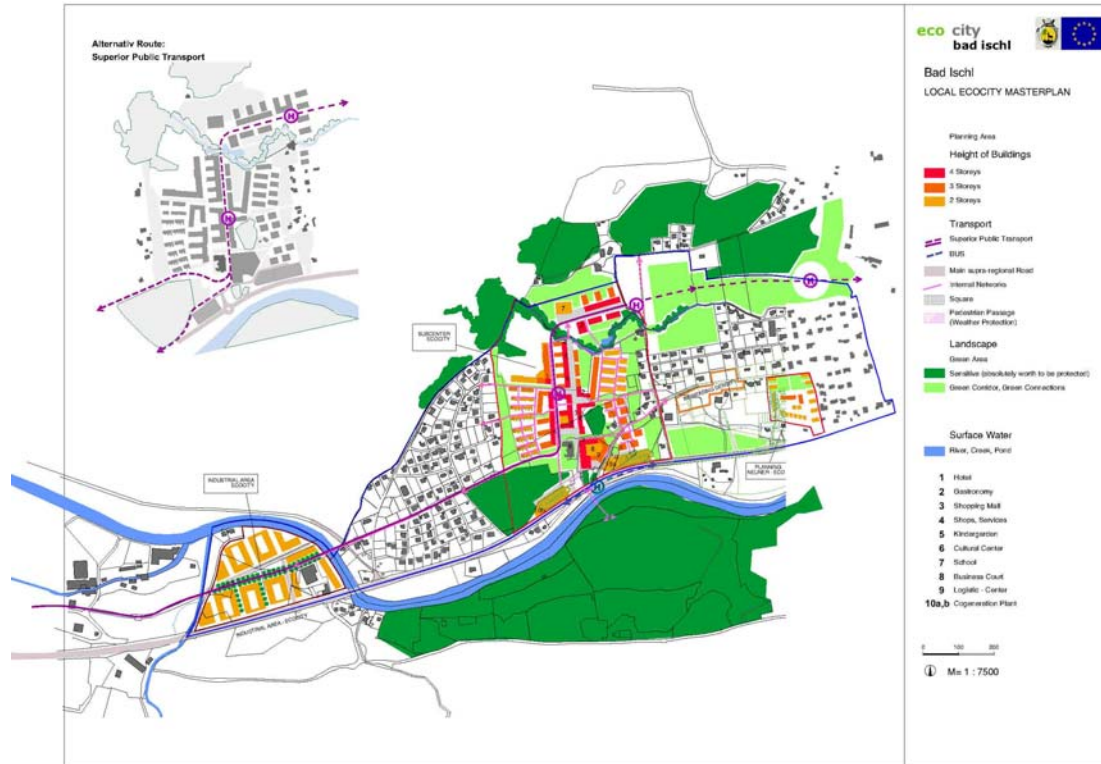 Alternativ Route:
Superior Public Transport
H
H
eco city
bad ischl
Bad Ischl
LOCAL ECOCITY MASTERPLAN
Planning Area
Height of Buildings
4 Storeys
3 Storeys
2 Storeys
Transport
Superior Public Transport
BUS
Main supra-regional Road
Internal Networks
Square
Pedestrian Passage
(Weather Protection)
Landscape
Green Area
Sensitive (absolutely worth to be protected)
Green Corridor, Green Connections
Surface Water
River, Creek, Pond
1 Hotel
2 Gastronomy
3 Shopping Mall
4 Shops, Services
5 Kindergarden
6 Cultural Center
7 School
8 Business Court
9 Logistic - Center
10a,b Cogeneration Plant
0 100 200
M= 1 : 7500
SUBCENTER
ECOCITY
7
H
H
H
H
8
PLANNING
INDUSTRIAL AREA
ECOCITY
INDUSTRIAL AREA - ECOCITY